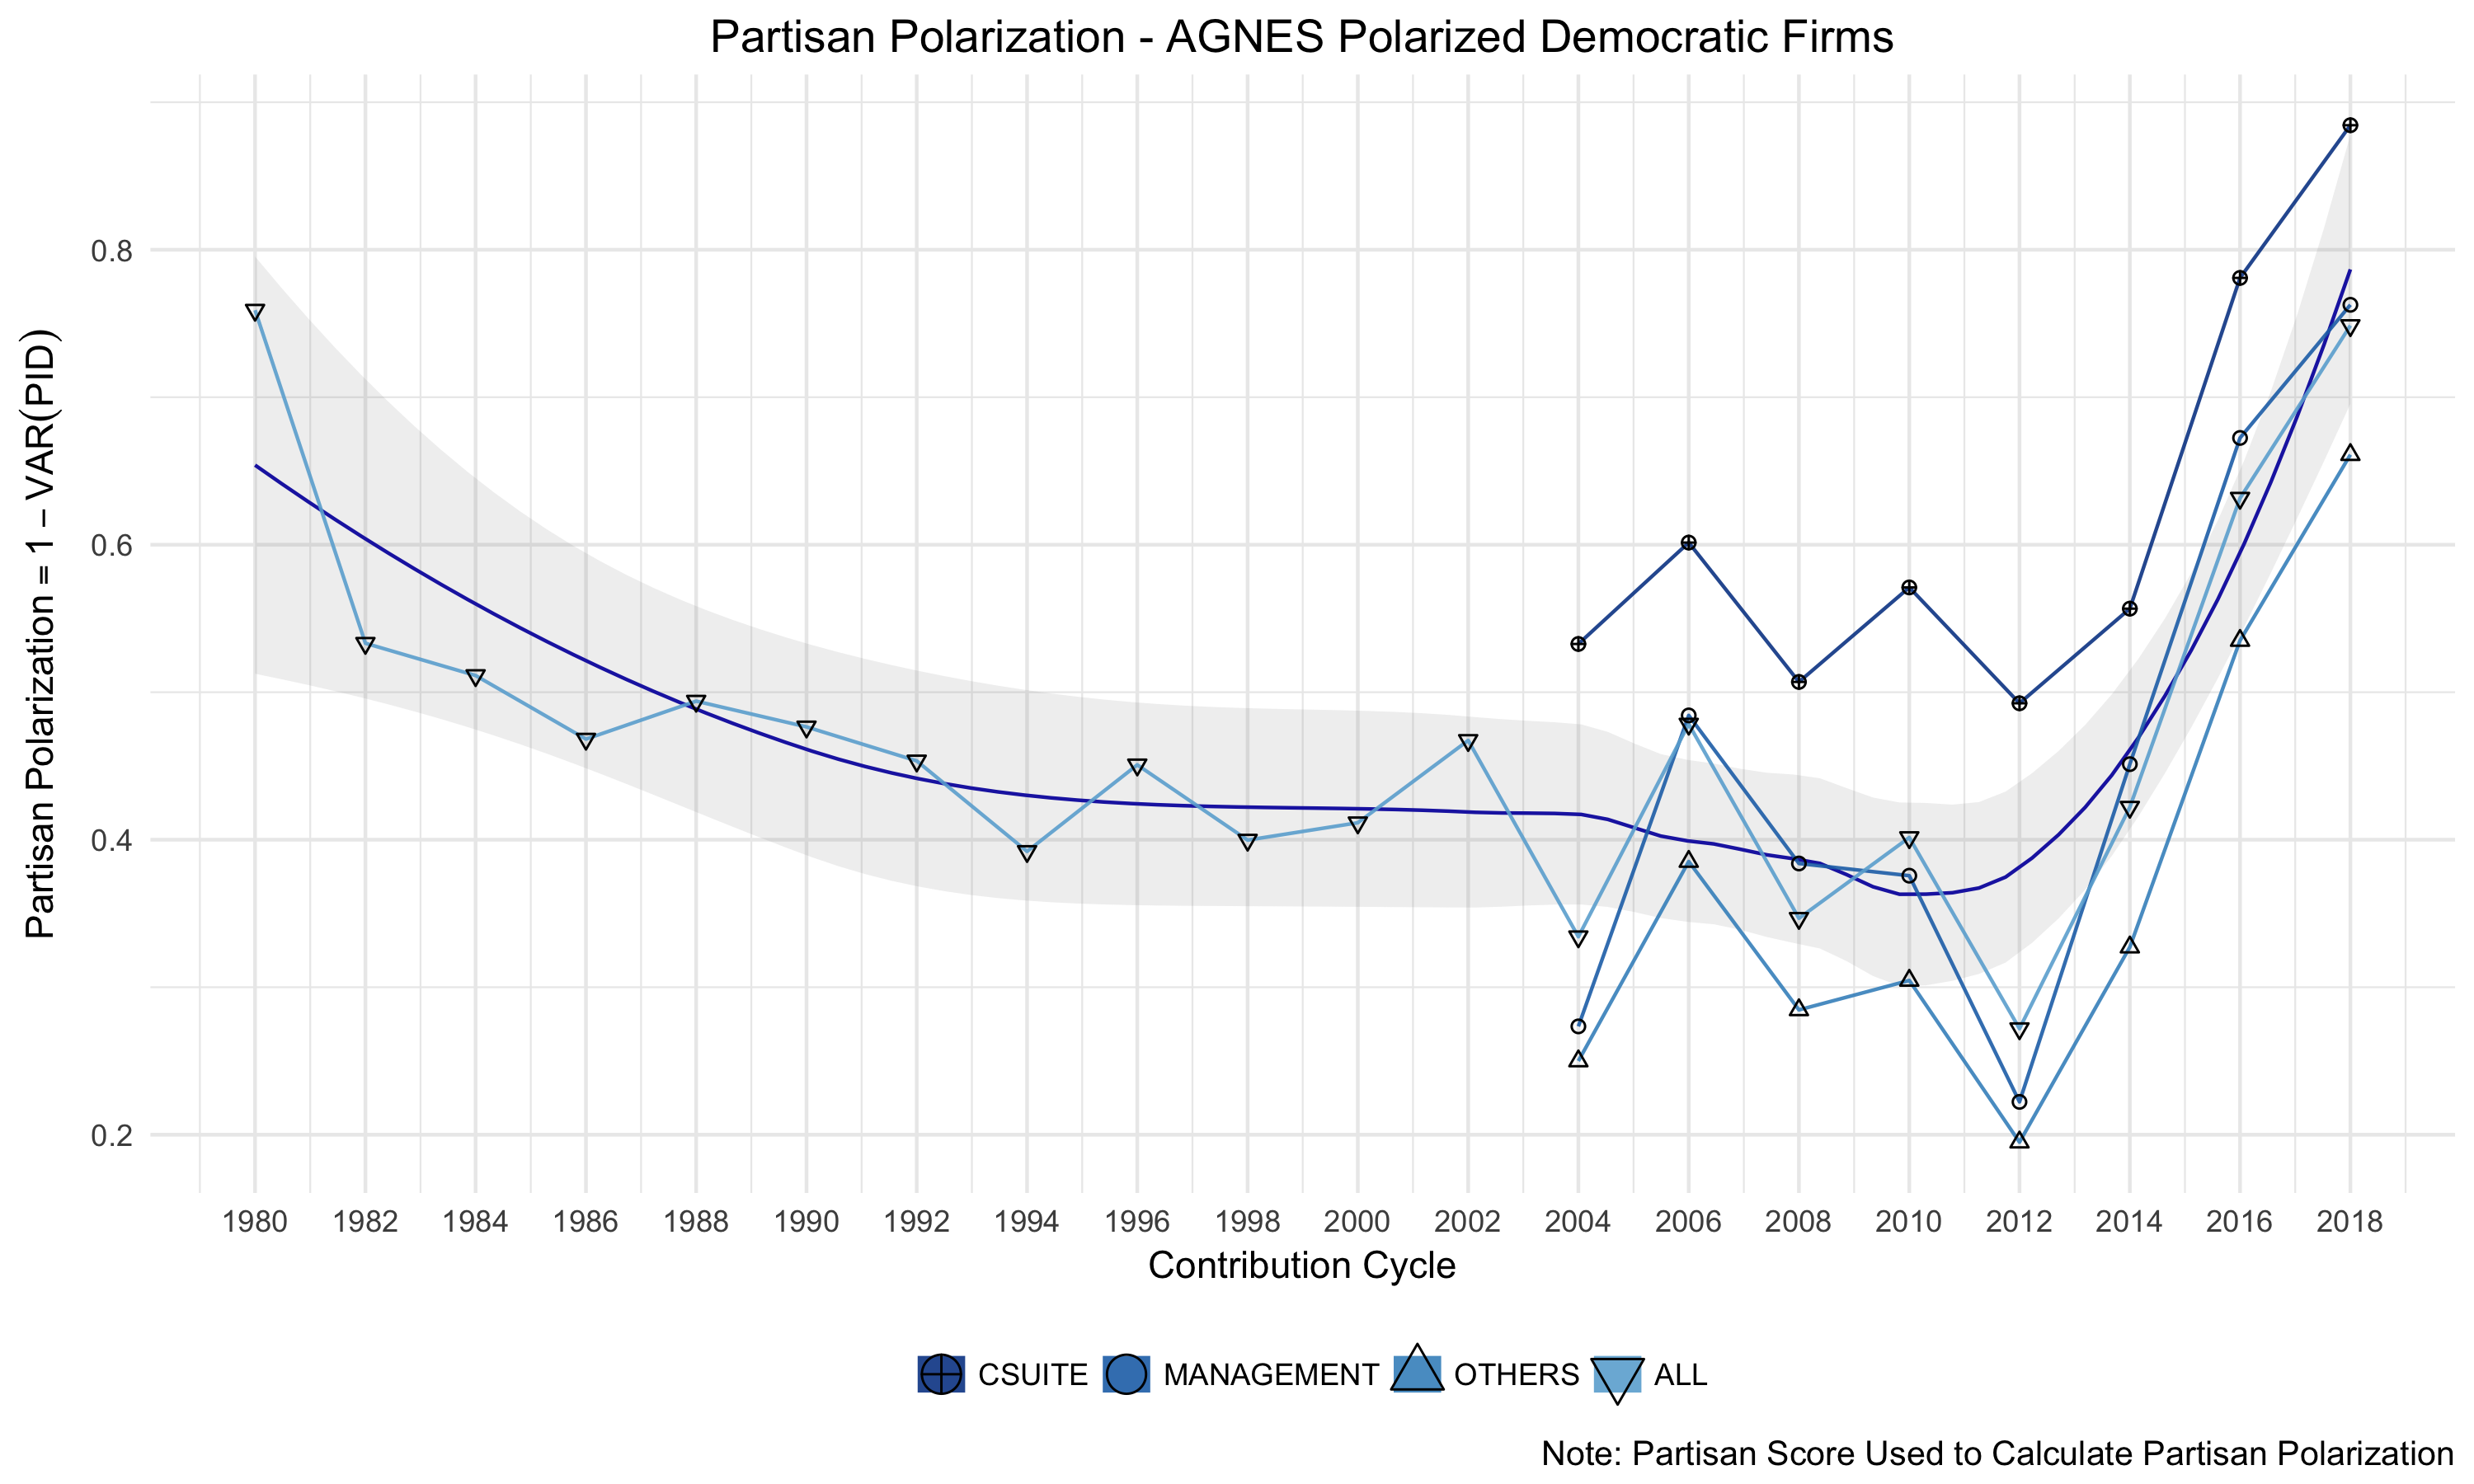 Partisan Polarization - AGNES Polarized Democratic Firms
Partisan Polarization = 1 – VAR(PID)
0.8
0.6
0.4
0.2
1980 1982 1984 1986 1988 1990 1992 1994 1996 1998 2000 2002 2004 2006 2008 2010 2012 2014 2016 2018
Contribution Cycle
CSUITE MANAGEMENT OTHERS ALL
Note: Partisan Score Used to Calculate Partisan Polarization